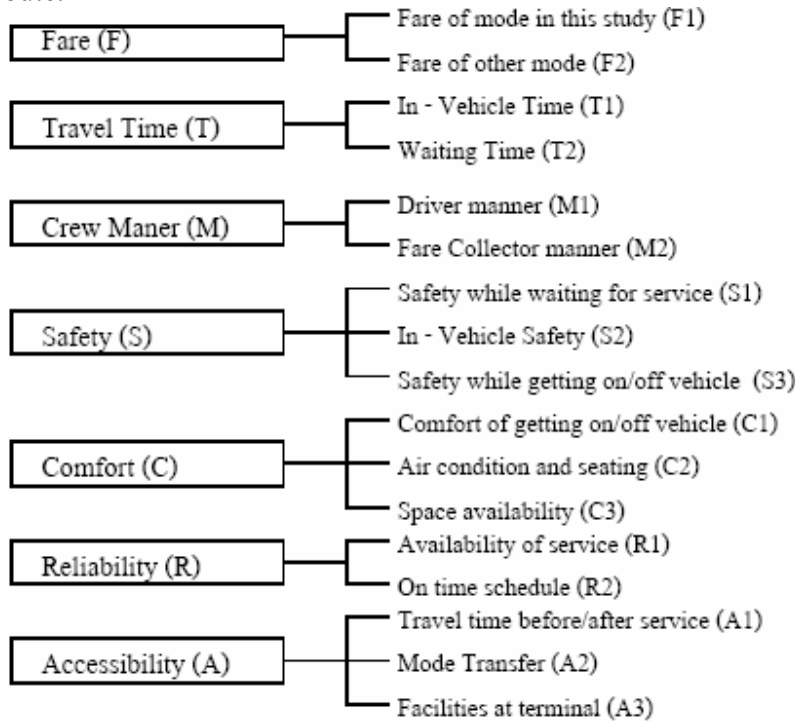 Fare (F)
Fare of mode in this study (F1)
Fare of other mode (F2)
Travel Time (T)
In - Vehicle Time (T1)
Waiting Time (T2)
Crew Maner (M)
Driver manner (M1)
Fare Collector manner (M2)
Safety (S)
Safety while waiting for service (S1)
In - Vehicle Safety (S2)
Safety while getting on/off vehicle (S3)
Comfort (C)
Comfort of getting on/off vehicle (C1)
Air condition and seating (C2)
Space availability (C3)
Reliability (R)
Availability of service (R1)
On time schedule (R2)
Accessibility (A)
Travel time before/after service (A1)
Mode Transfer (A2)
Facilities at terminal (A3)